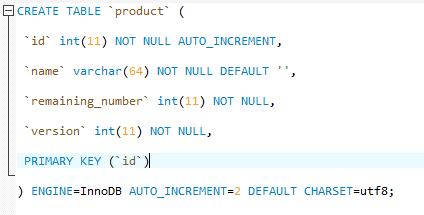 CREATE TABLE `product` (
`id` int(11) NOT NULL AUTO_INCREMENT,
`name` varchar(64) NOT NULL DEFAULT '',
`remaining_number` int(11) NOT NULL,
`version` int(11) NOT NULL,
PRIMARY KEY (`id`)
) ENGINE=InnoDB AUTO_INCREMENT=2 DEFAULT CHARSET=utf8;